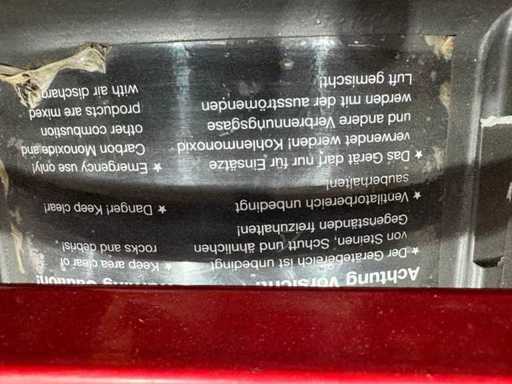 Achtung Vorsicht!
★ Der Gerätebereich ist unbedingt
von Steinen, Schutt und ähnlichen
Gegenständen freizuhalten!
★ Ventilatorbereich unbedingt
sauberhalten!
★ Das Gerät darf nur für Einsätze
verwendet werden! Kohlenmonoxid
und andere Verbrennungsgase
werden mit der ausströmenden
Luft gemischt!
Caution!
★ Keep area clear of
rocks and debris!
★ Danger! Keep clear!
★ Emergency use only!
Carbon Monoxide and
other combustion
products are mixed
with air discharg